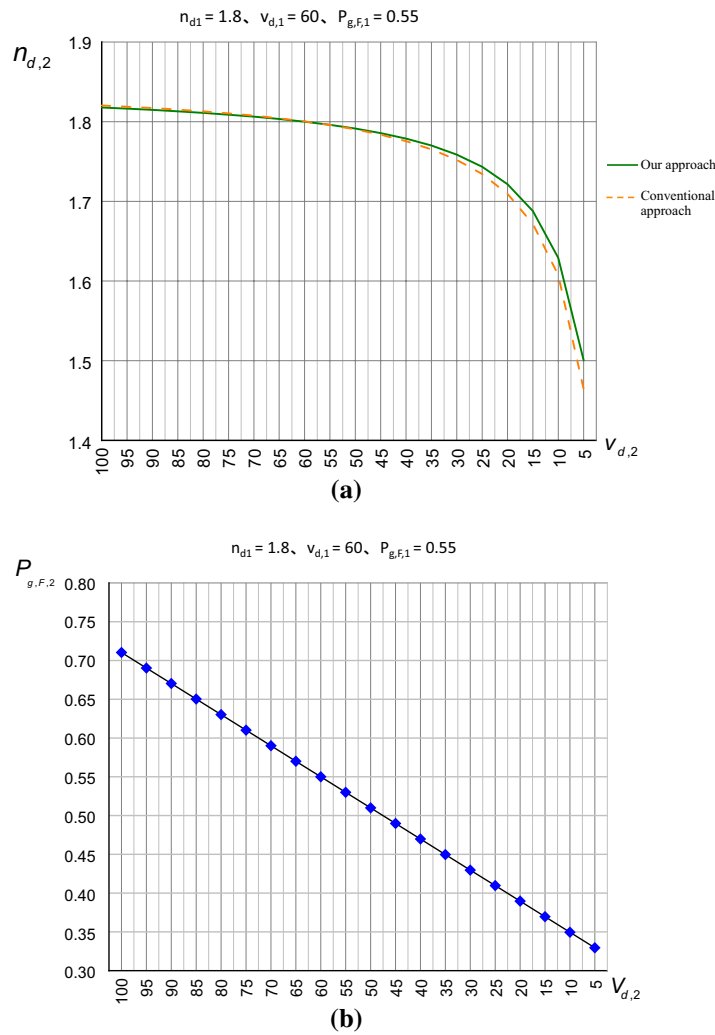 n_d1 = 1.8、v_d,1 = 60、P_g,F,1 = 0.55
n_d,2
1.9
1.8
1.7
1.6
1.5
1.4
100 95 90 85 80 75 70 65 60 55 50 45 40 35 30 25 20 15 10 5
v_d,2
Our approach
Conventional
approach
(a)
n_d1 = 1.8、v_d,1 = 60、P_g,F,1 = 0.55
P_g,F,2
0.80
0.75
0.70
0.65
0.60
0.55
0.50
0.45
0.40
0.35
0.30
100 95 90 85 80 75 70 65 60 55 50 45 40 35 30 25 20 15 10 5
V_d,2
(b)